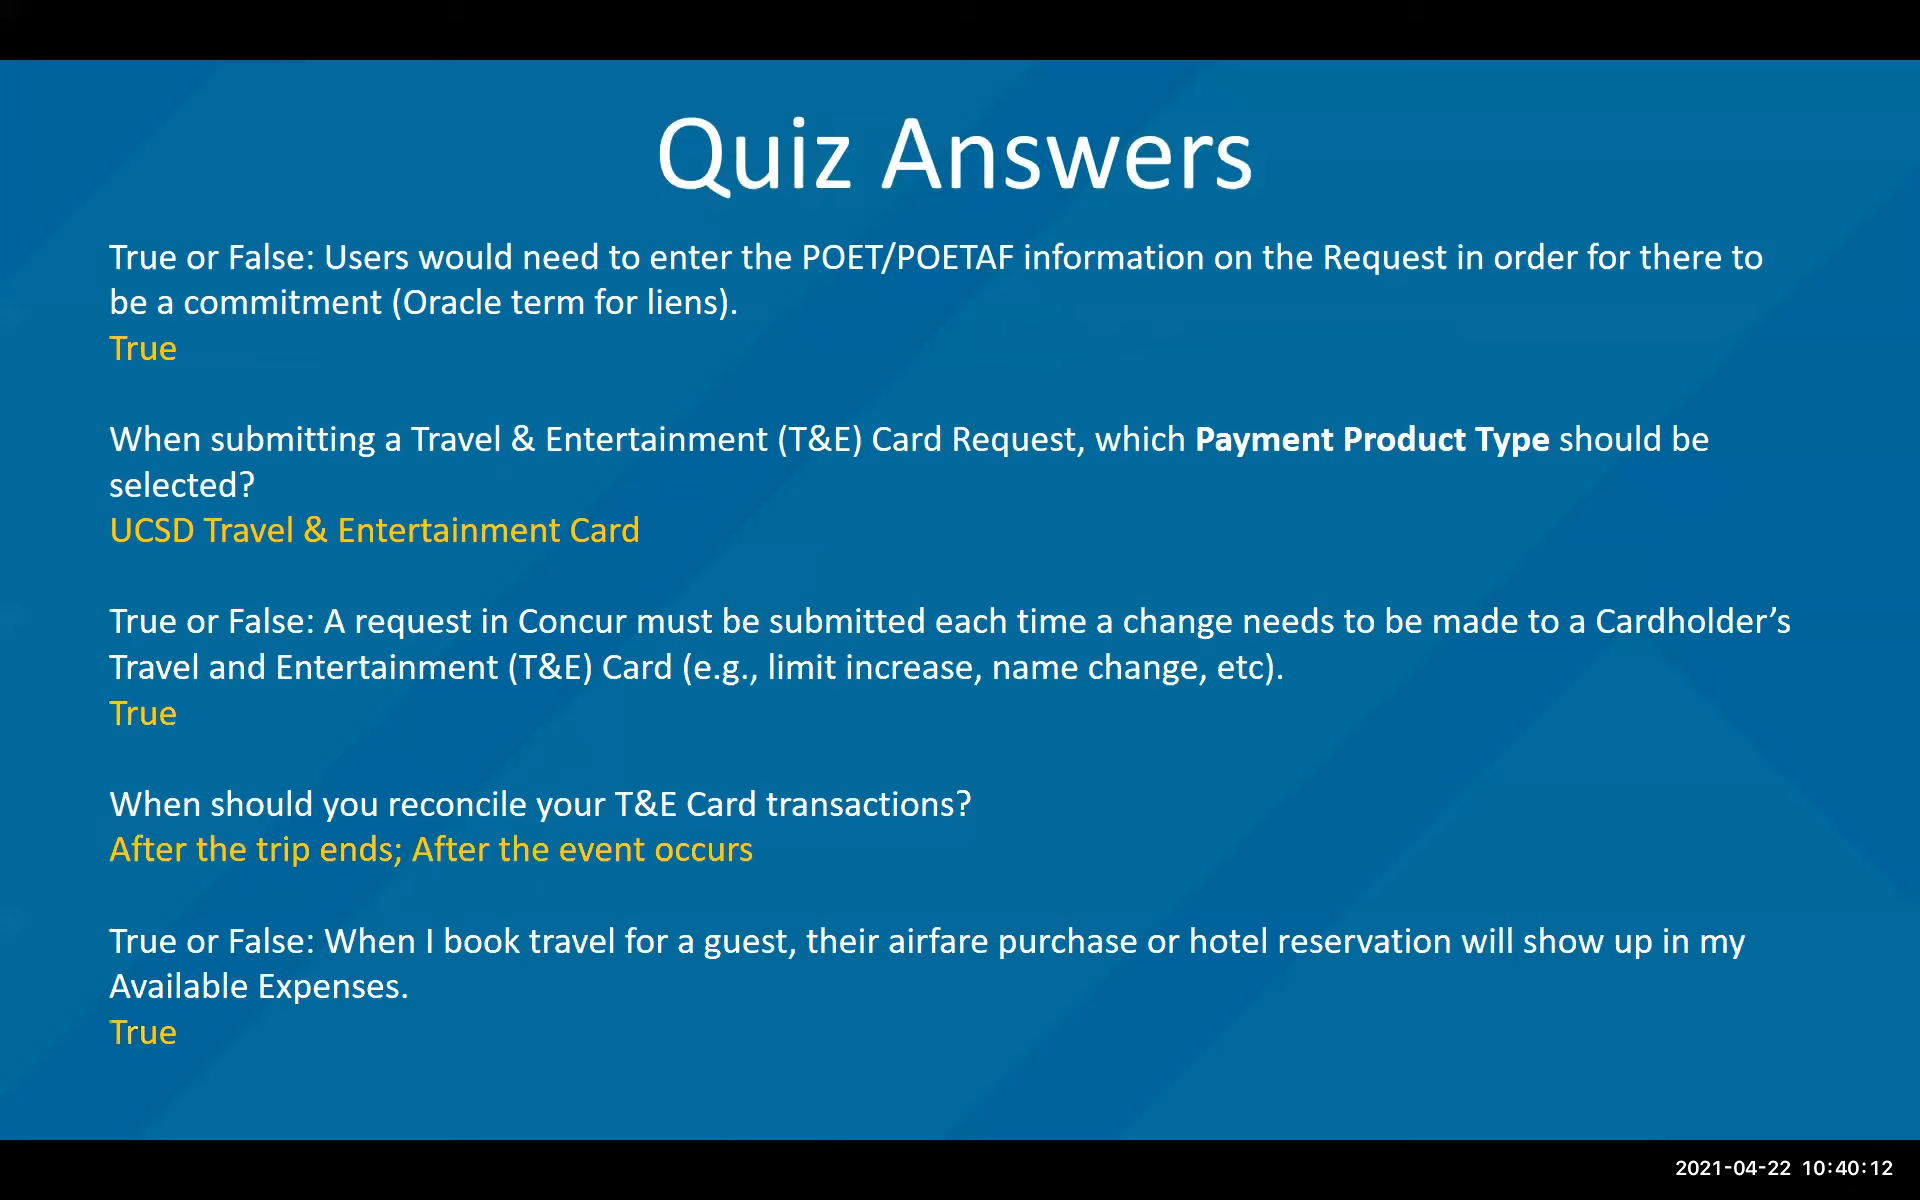 Quiz Answers
True or False: Users would need to enter the POET/POETAF information on the Request in order for there to
be a commitment (Oracle term for liens).
True
When submitting a Travel & Entertainment (T&E) Card Request, which Payment Product Type should be
selected?
UCSD Travel & Entertainment Card
True or False: A request in Concur must be submitted each time a change needs to be made to a Cardholder’s
Travel and Entertainment (T&E) Card (e.g., limit increase, name change, etc).
True
When should you reconcile your T&E Card transactions?
After the trip ends; After the event occurs
True or False: When I book travel for a guest, their airfare purchase or hotel reservation will show up in my
Available Expenses.
True
2021-04-22 10:40:12